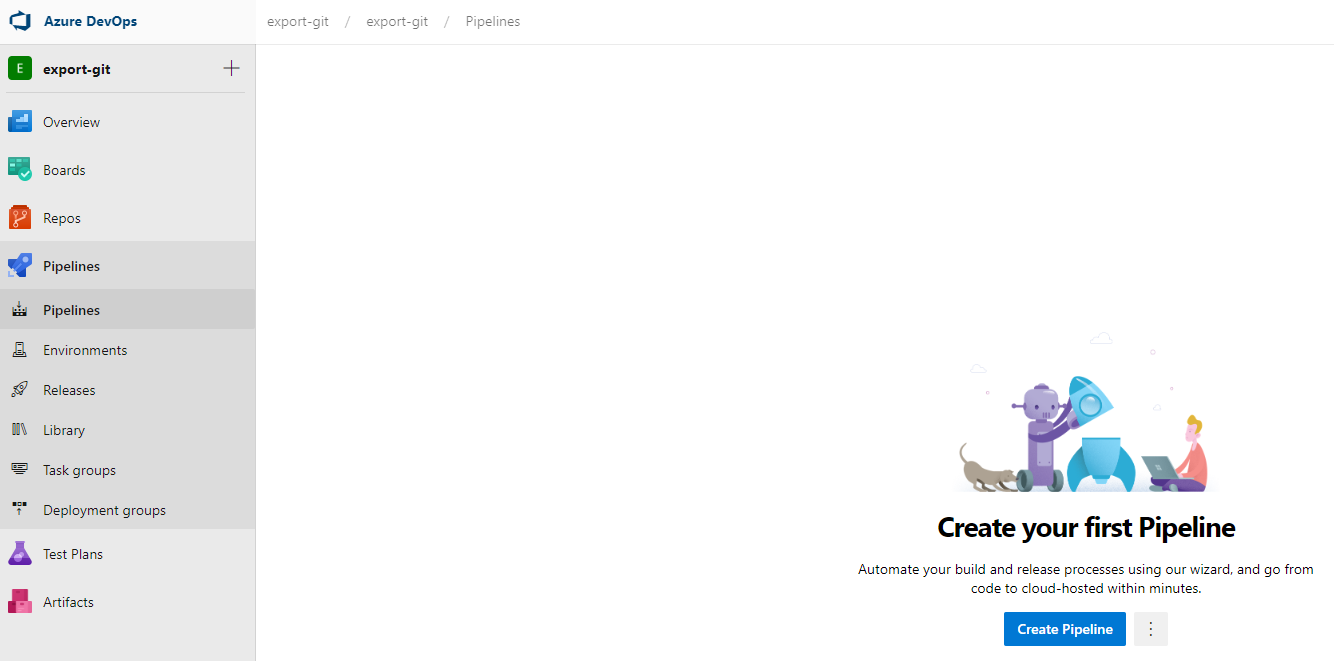 Azure DevOps
export-git / export-git / Pipelines
E export-git
Overview
Boards
Repos
Pipelines
Pipelines
Environments
Releases
Library
Task groups
Deployment groups
Test Plans
Artifacts
Create your first Pipeline
Automate your build and release processes using our wizard, and go from
code to cloud-hosted within minutes.
Create Pipeline